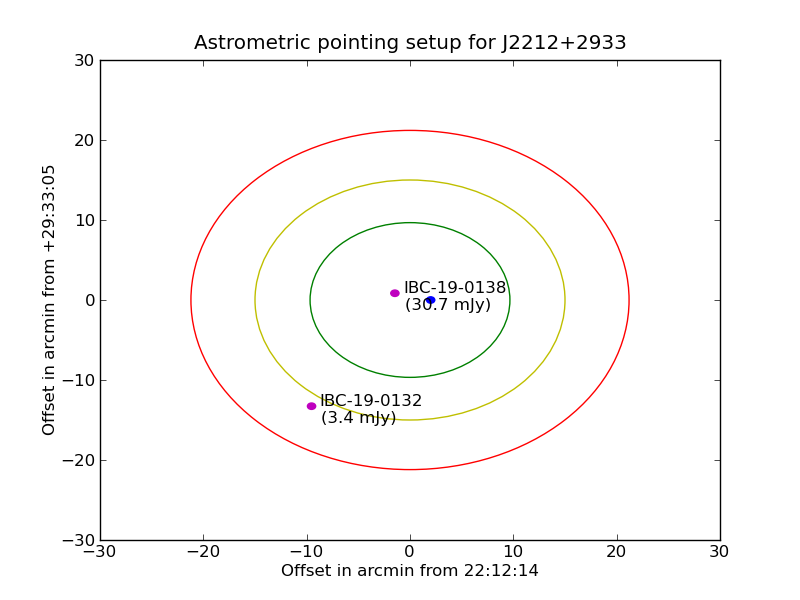 Astrometric pointing setup for J2212+2933
30
20
10
0
−10
−20
−30
Offset in arcmin from +29:33:05
IBC-19-0138
(30.7 mJy)
IBC-19-0132
(3.4 mJy)
−30 −20 −10 0 10 20 30
Offset in arcmin from 22:12:14